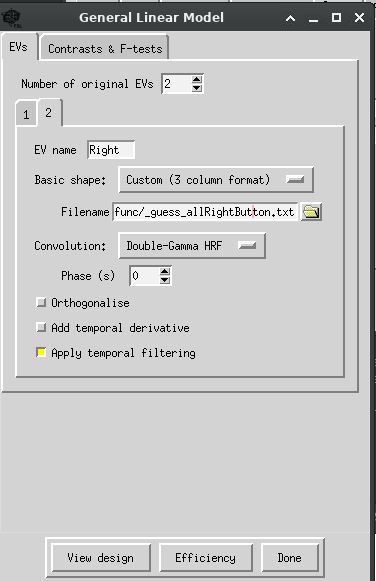 General Linear Model
EVs Contrasts & F-tests
Number of original EVs 2
1 2
EV name Right
Basic shape: Custom (3 column format)
Filename func/_guess_allRightButton.txt
Convolution: Double-Gamma HRF
Phase (s) 0
Orthogonalise
Add temporal derivative
Apply temporal filtering
View design Efficiency Done